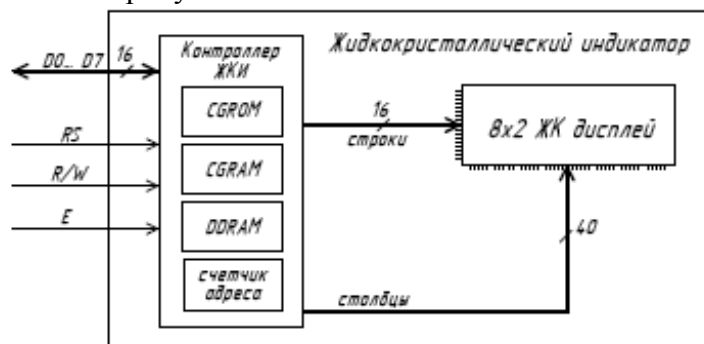 Контроллер
ЖКИ
Жидкокристаллический индикатор
D0... D7 16
CGROM
16
строки
8x2 ЖК дисплей
RS
CGRAM
R/W
E
DDRAM
40
счетчик
адреса
столбцы